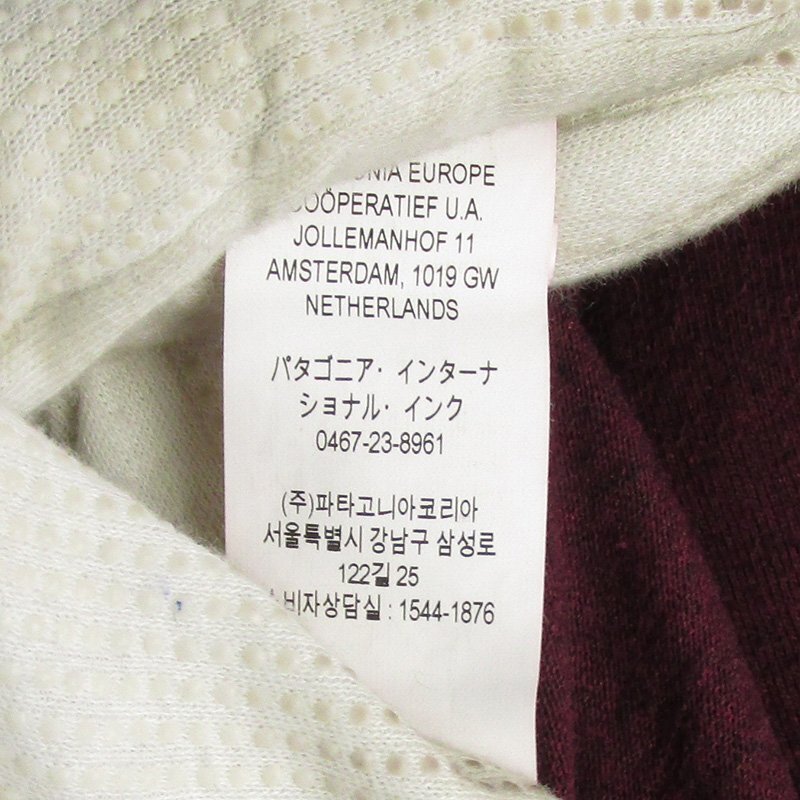 EUROPE
COÖPERATIEF U.A.
JOLLEMANHOF 11
AMSTERDAM, 1019 GW
NETHERLANDS
パタゴニア・インターナ
ショナル・インク
0467-23-8961
(주)파타고니아코리아
서울특별시 강남구 삼성로
122길 25
소비자상담실 : 1544-1876